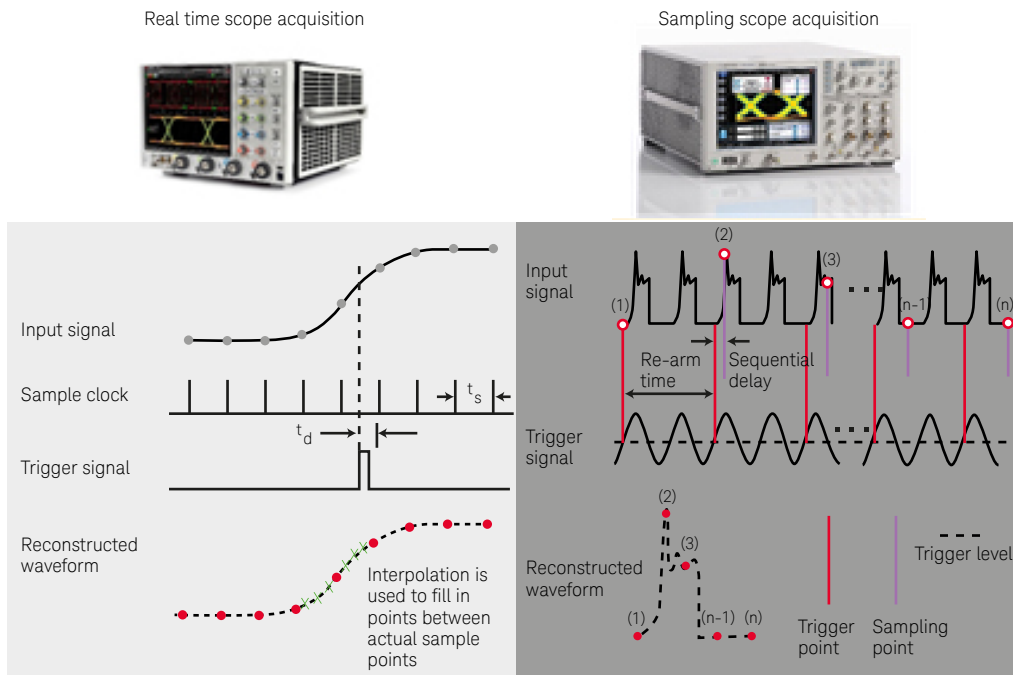 Real time scope acquisition
Sampling scope acquisition
Input signal
Sample clock
t_s
t_d
Trigger signal
Reconstructed
waveform
Interpolation is
used to fill in
points between
actual sample
points
Input
signal
(1)
(2)
(3)
(n-1)
(n)
Re-arm
time
Sequential
delay
Trigger
signal
Reconstructed
waveform
(1)
(2)
(3)
(n-1)
(n)
Trigger level
Trigger
point
Sampling
point